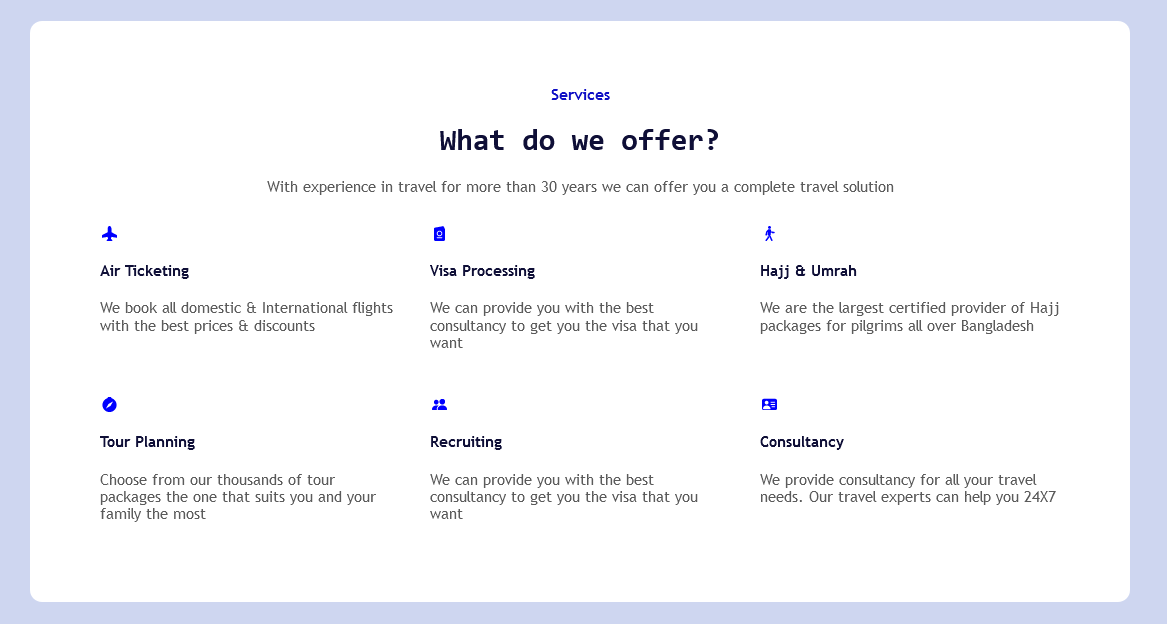 Services
What do we offer?
With experience in travel for more than 30 years we can offer you a complete travel solution
Air Ticketing
We book all domestic & International flights
with the best prices & discounts
Visa Processing
We can provide you with the best
consultancy to get you the visa that you
want
Hajj & Umrah
We are the largest certified provider of Hajj
packages for pilgrims all over Bangladesh
Tour Planning
Choose from our thousands of tour
packages the one that suits you and your
family the most
Recruiting
We can provide you with the best
consultancy to get you the visa that you
want
Consultancy
We provide consultancy for all your travel
needs. Our travel experts can help you 24X7